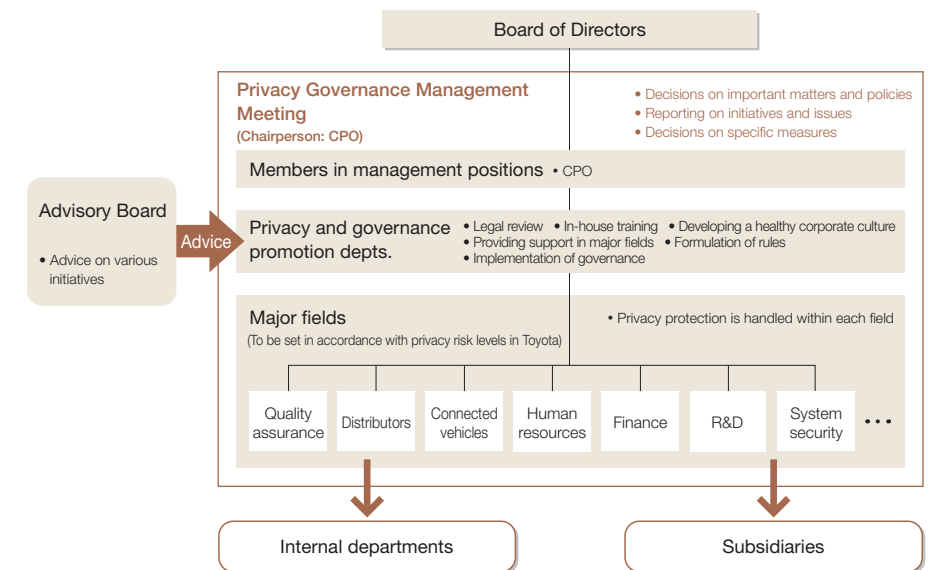 Board of Directors
Privacy Governance Management
Meeting
(Chairperson: CPO)
• Decisions on important matters and policies
• Reporting on initiatives and issues
• Decisions on specific measures
Members in management positions • CPO
Advisory Board
• Advice on various
initiatives
Advice
Privacy and governance
promotion depts.
• Legal review • In-house training • Developing a healthy corporate culture
• Providing support in major fields • Formulation of rules
• Implementation of governance
Major fields
(To be set in accordance with privacy risk levels in Toyota)
• Privacy protection is handled within each field
Quality
assurance
Distributors
Connected
vehicles
Human
resources
Finance
R&D
System
security
•••
Internal departments
Subsidiaries